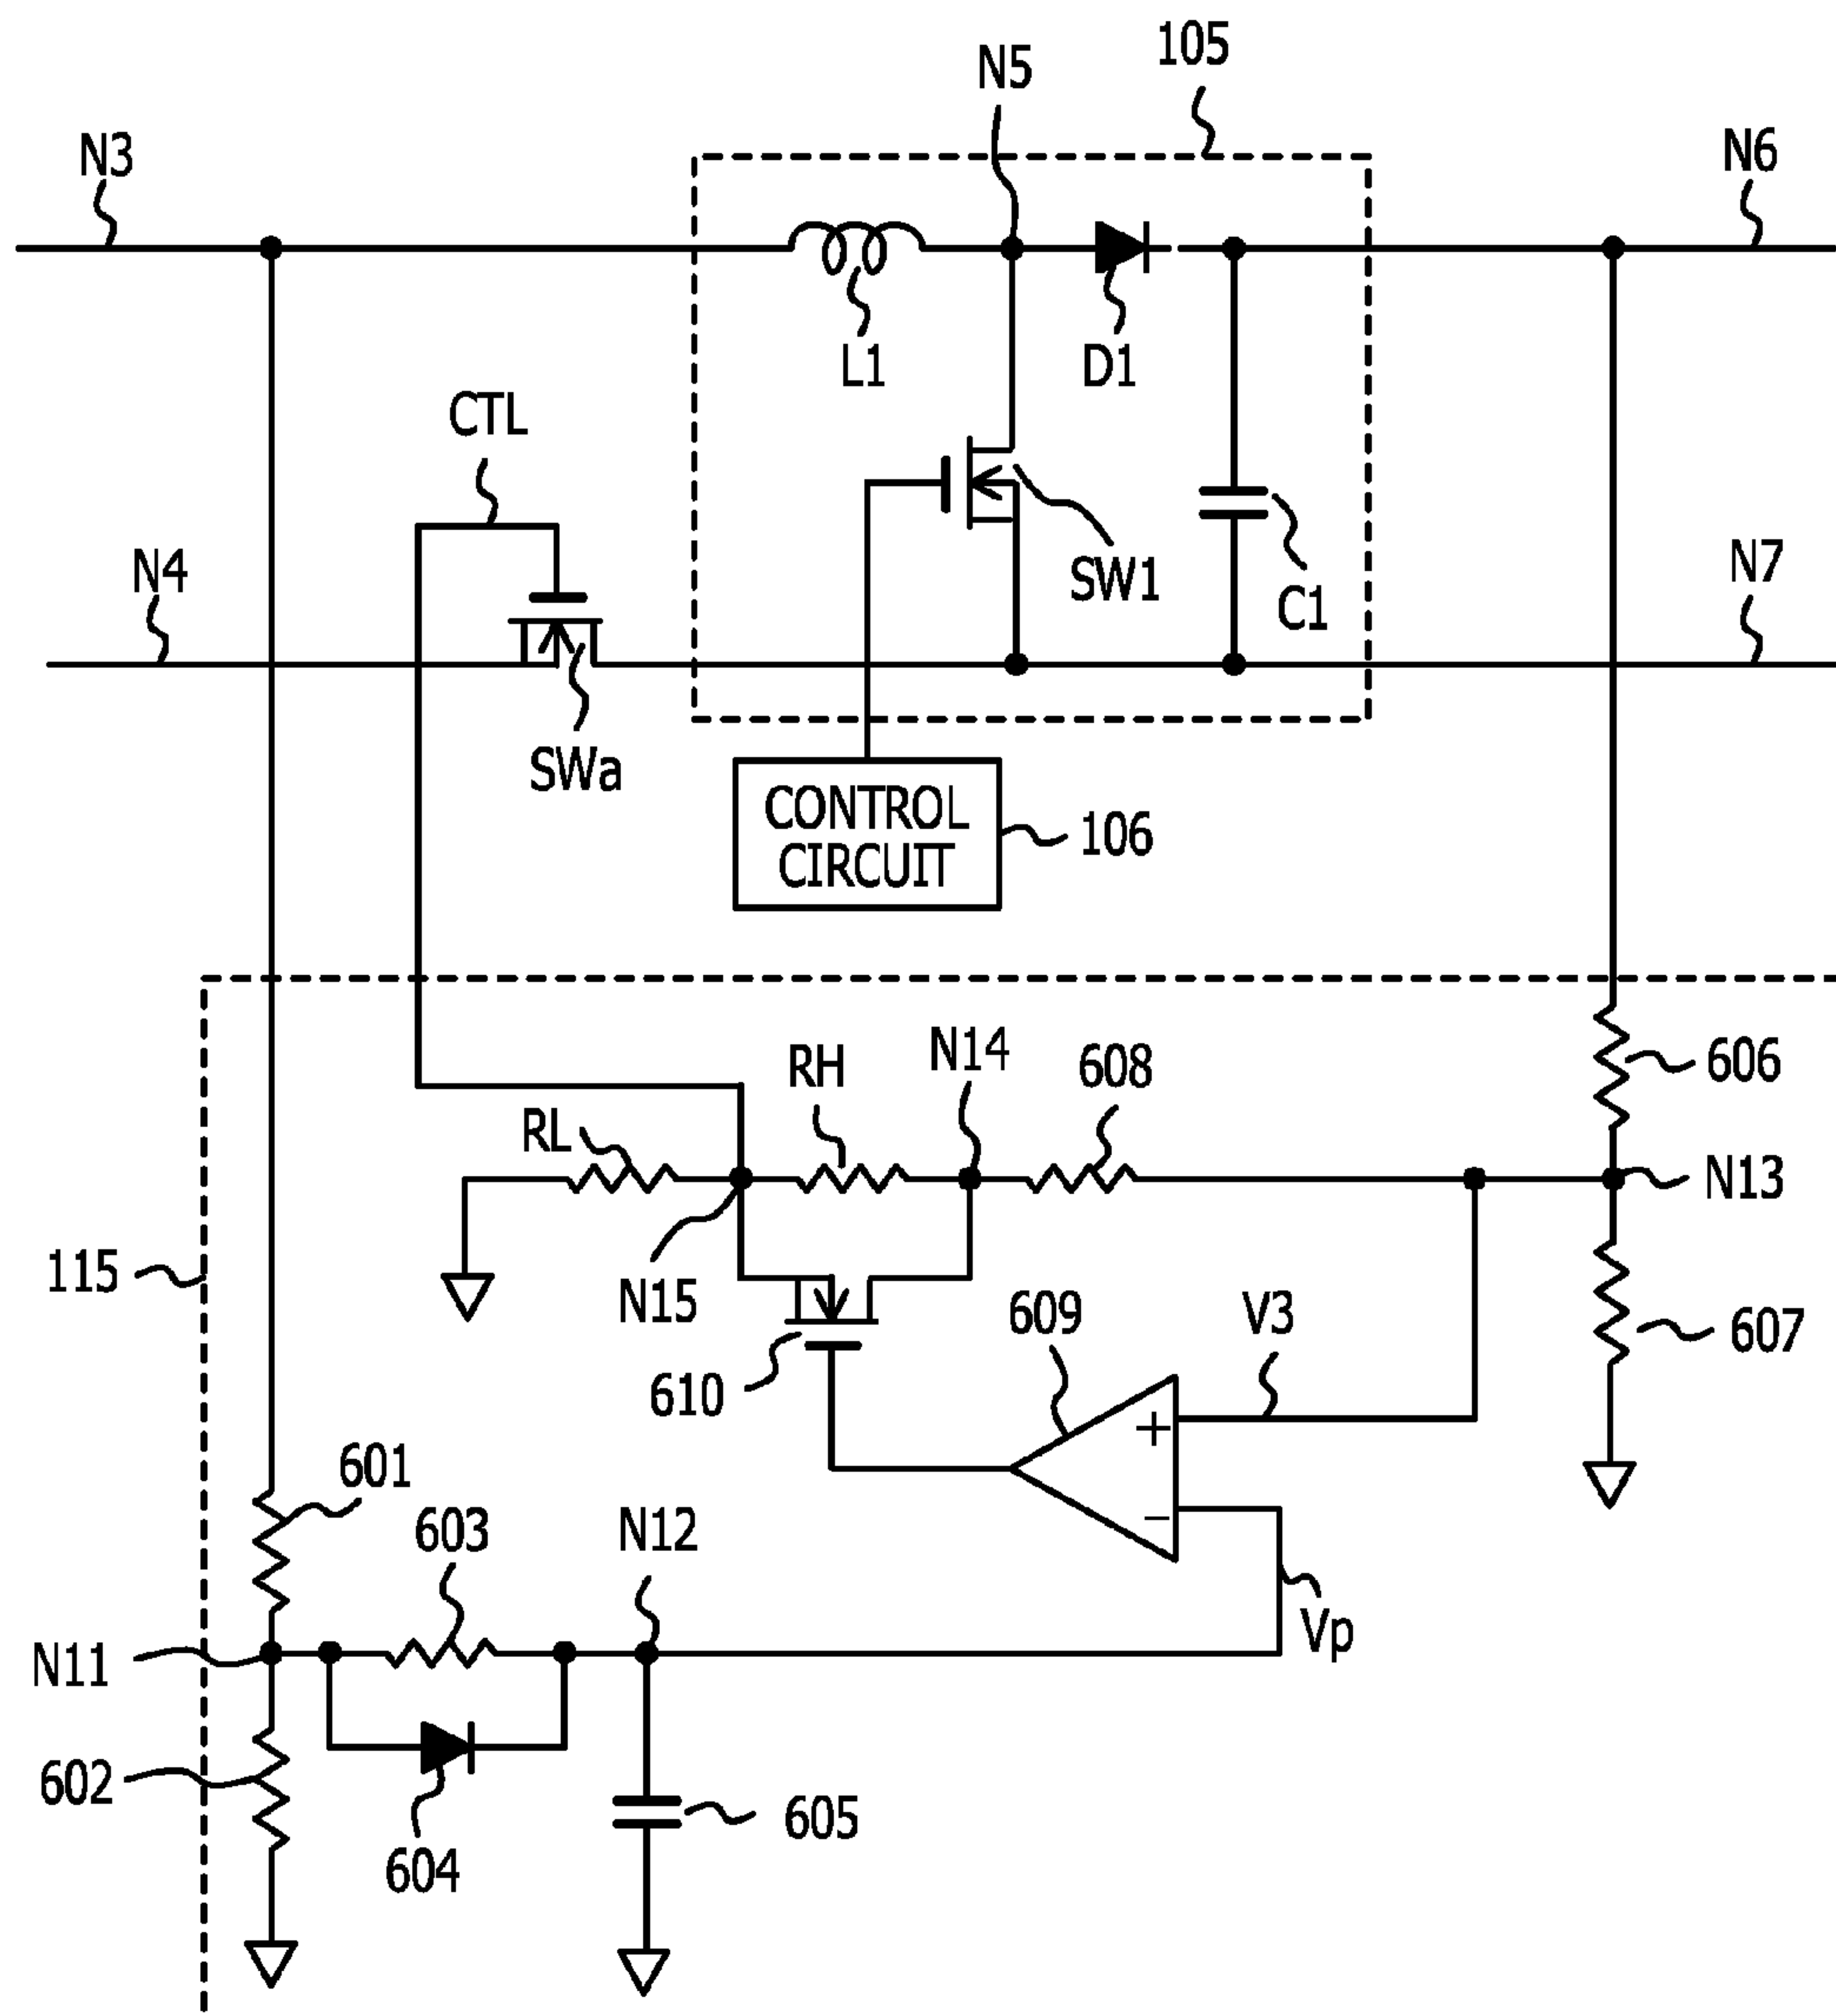 105
N5
N3
N6
L1
D1
CTL
N4
N7
SW1
C1
SWa
CONTROL
CIRCUIT
106
N14
RH
608
606
RL
N13
115
N15
609
V3
607
610
601
603
N12
Vp
N11
602
604
605
+
−